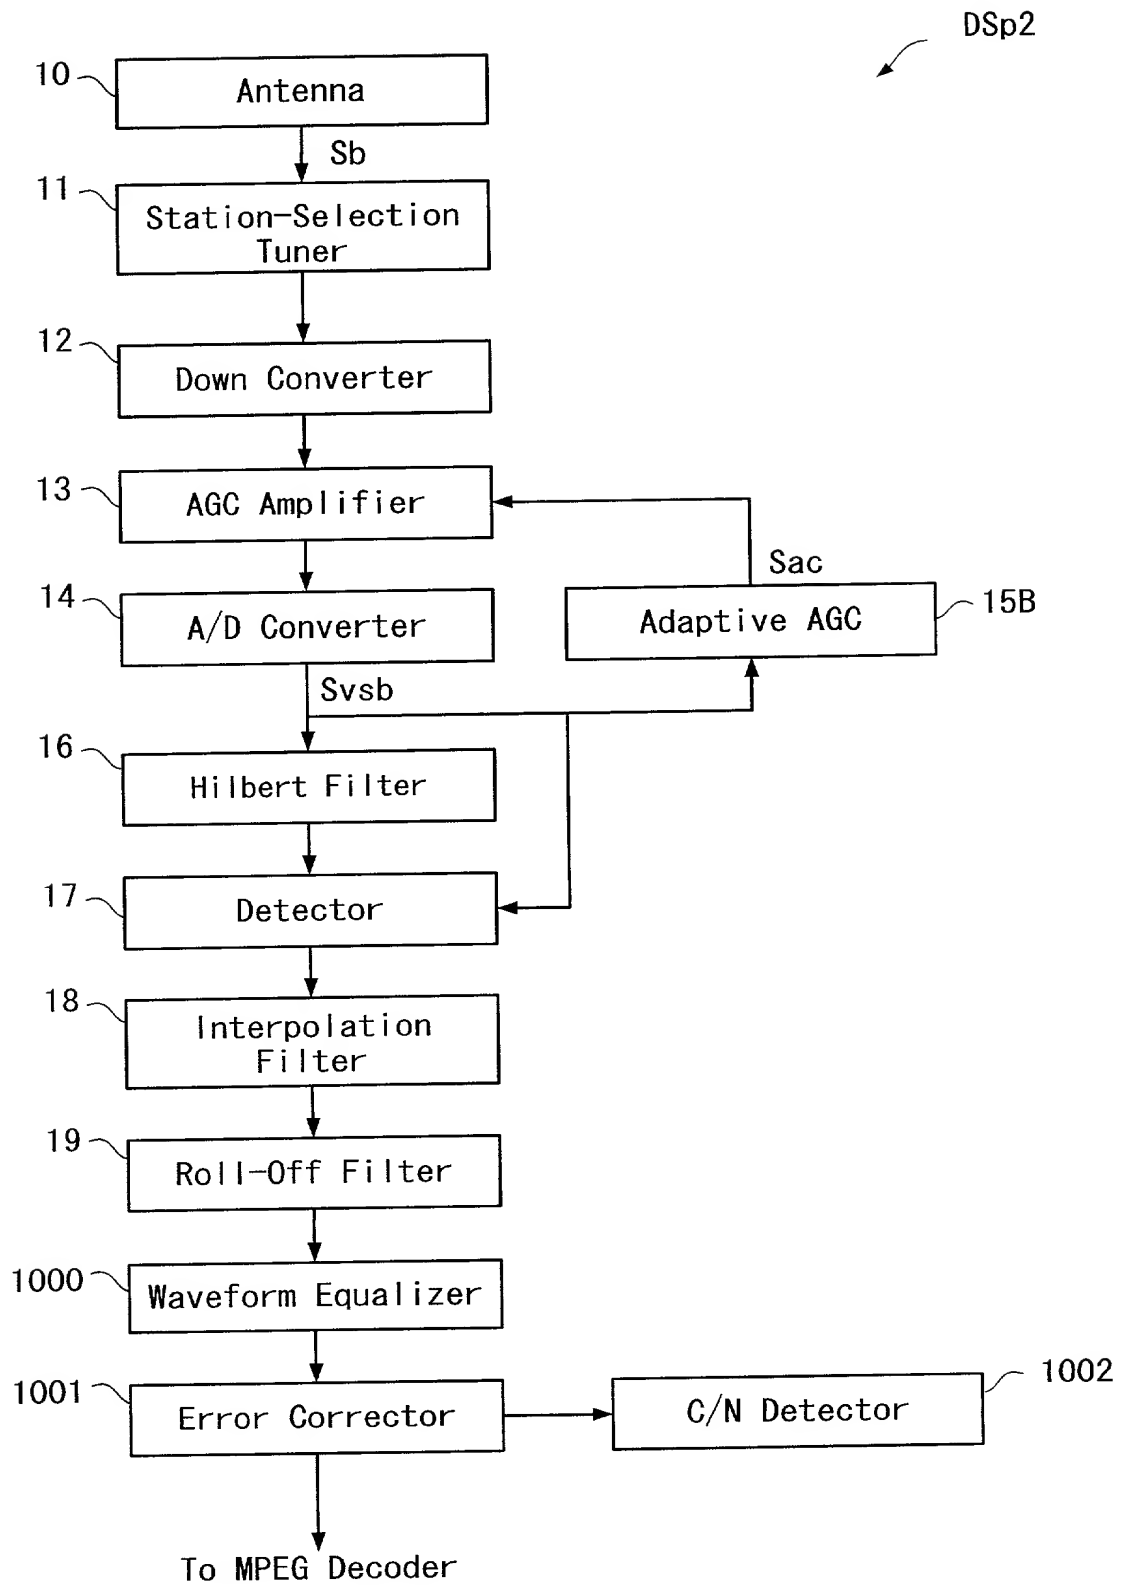 DSp2
10
Antenna
Sb
11
Station-Selection
Tuner
12
Down Converter
13
AGC Amplifier
Sac
14
A/D Converter
Adaptive AGC
15B
Svsb
16
Hilbert Filter
17
Detector
18
Interpolation
Filter
19
Roll-Off Filter
1000
Waveform Equalizer
1001
Error Corrector
C/N Detector
1002
To MPEG Decoder